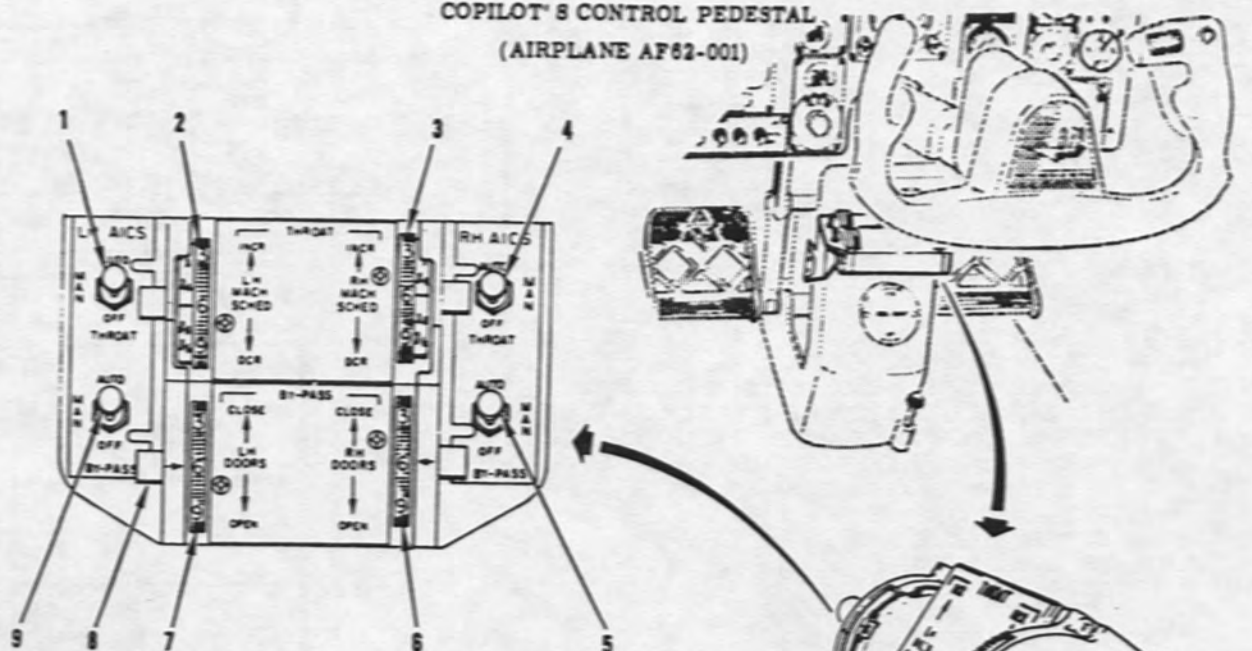 COPILOT'S CONTROL PEDESTAL
(AIRPLANE AF62-001)
1 2 3 4
LH AICS
THROAT
RH AICS
INCR INCR
MAN
LH MACH SCHED
RH MACH SCHED
MAN
OFF
THROAT
OFF
THROAT
DCR DCR
AUTO
BY-PASS
AUTO
MAN
CLOSE CLOSE
MAN
OFF
LH DOORS
RH DOORS
OFF
BY-PASS
BY-PASS
OPEN OPEN
9 8 7 6 5